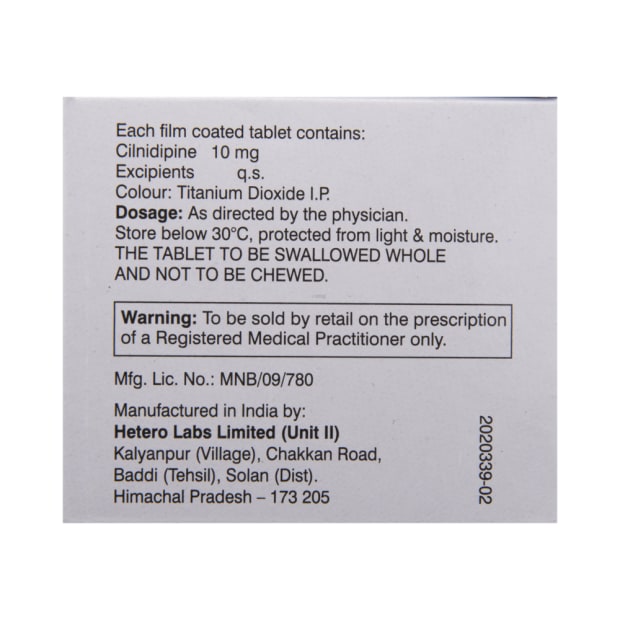 Each film coated tablet contains:
Cilnidipine 10 mg
Excipients q.s.
Colour: Titanium Dioxide I.P.
Dosage: As directed by the physician.
Store below 30°C, protected from light & moisture.
THE TABLET TO BE SWALLOWED WHOLE
AND NOT TO BE CHEWED.
Warning: To be sold by retail on the prescription
of a Registered Medical Practitioner only.
Mfg. Lic. No.: MNB/09/780
Manufactured in India by:
Hetero Labs Limited (Unit II)
Kalyanpur (Village), Chakkan Road,
Baddi (Tehsil), Solan (Dist).
Himachal Pradesh – 173 205
2020339-02